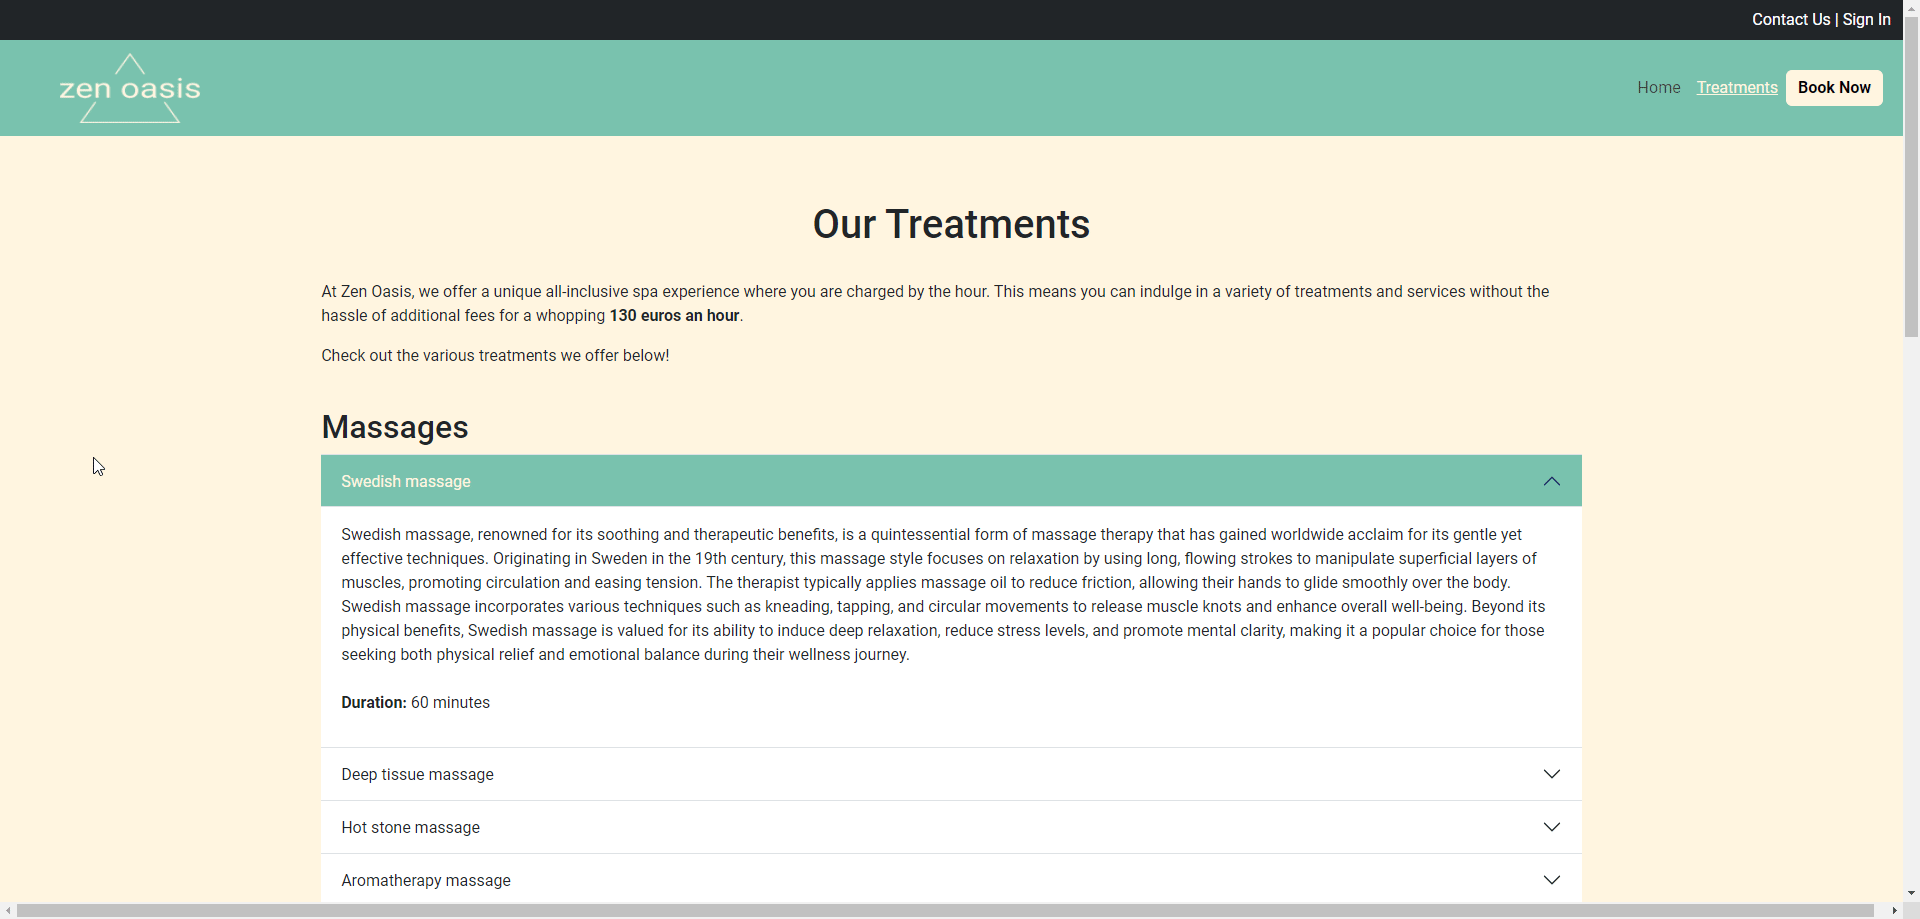 Contact Us | Sign In
zen oasis
Home Treatments Book Now
Our Treatments
At Zen Oasis, we offer a unique all-inclusive spa experience where you are charged by the hour. This means you can indulge in a variety of treatments and services without the
hassle of additional fees for a whopping 130 euros an hour.
Check out the various treatments we offer below!
Massages
Swedish massage
Swedish massage, renowned for its soothing and therapeutic benefits, is a quintessential form of massage therapy that has gained worldwide acclaim for its gentle yet
effective techniques. Originating in Sweden in the 19th century, this massage style focuses on relaxation by using long, flowing strokes to manipulate superficial layers of
muscles, promoting circulation and easing tension. The therapist typically applies massage oil to reduce friction, allowing their hands to glide smoothly over the body.
Swedish massage incorporates various techniques such as kneading, tapping, and circular movements to release muscle knots and enhance overall well-being. Beyond its
physical benefits, Swedish massage is valued for its ability to induce deep relaxation, reduce stress levels, and promote mental clarity, making it a popular choice for those
seeking both physical relief and emotional balance during their wellness journey.
Duration: 60 minutes
Deep tissue massage
Hot stone massage
Aromatherapy massage